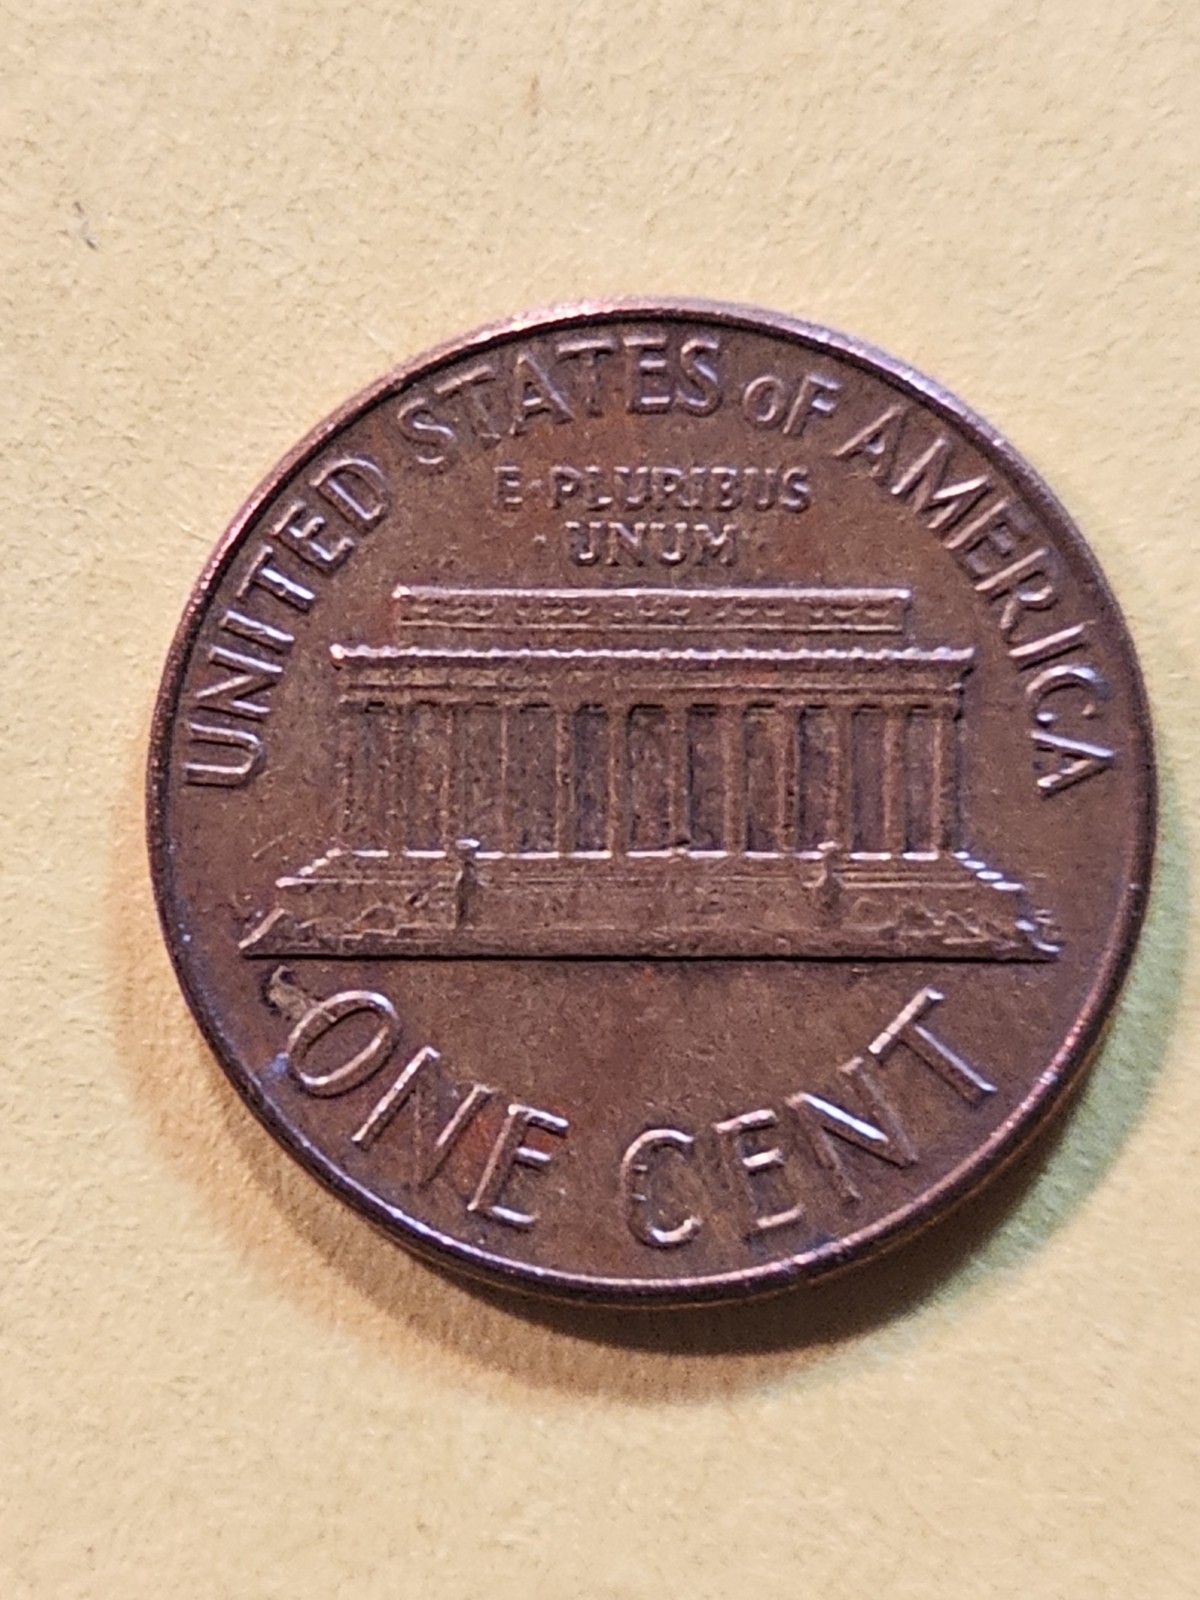 UNITED STATES OF AMERICA
E·PLURIBUS
·UNUM·
ONE CENT